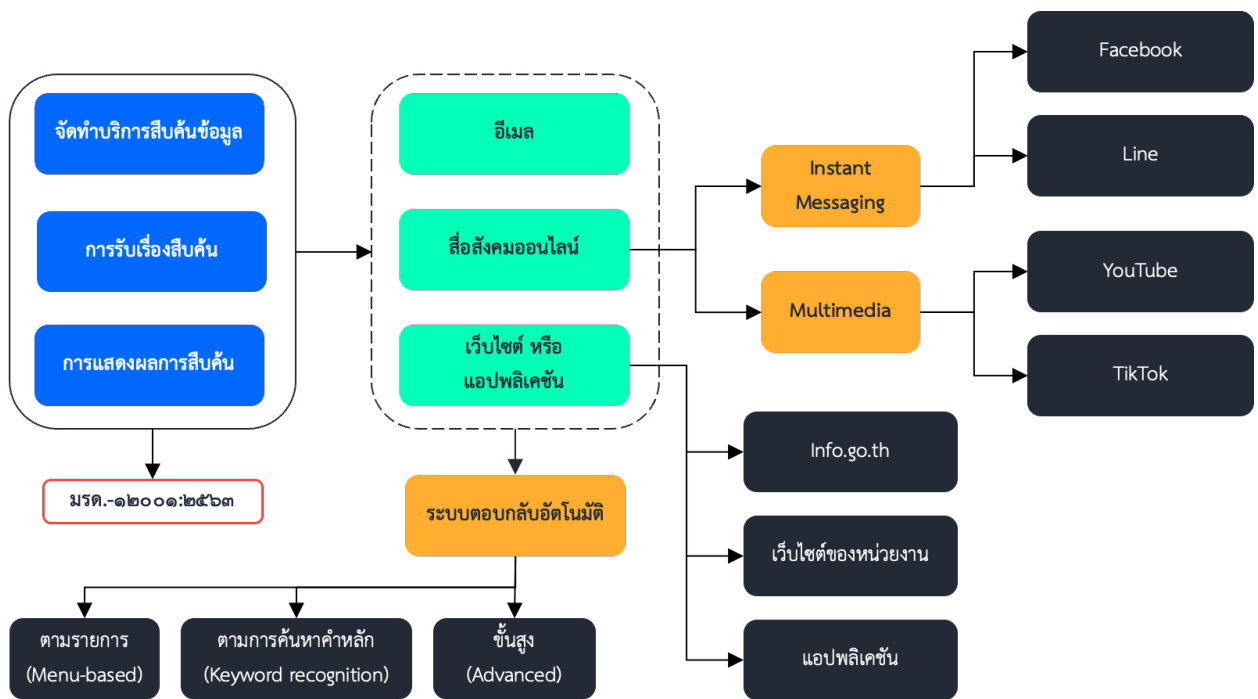 จัดทำบริการสืบค้นข้อมูล
การรับเรื่องสืบค้น
การแสดงผลการสืบค้น
มรด.-๑๒๐๐๑:๒๕๖๓
อีเมล
สื่อสังคมออนไลน์
เว็บไซต์ หรือ
แอปพลิเคชัน
ระบบตอบกลับอัตโนมัติ
ตามรายการ
(Menu-based)
ตามการค้นหาคำหลัก
(Keyword recognition)
ขั้นสูง
(Advanced)
Instant
Messaging
Multimedia
Facebook
Line
YouTube
TikTok
Info.go.th
เว็บไซต์ของหน่วยงาน
แอปพลิเคชัน